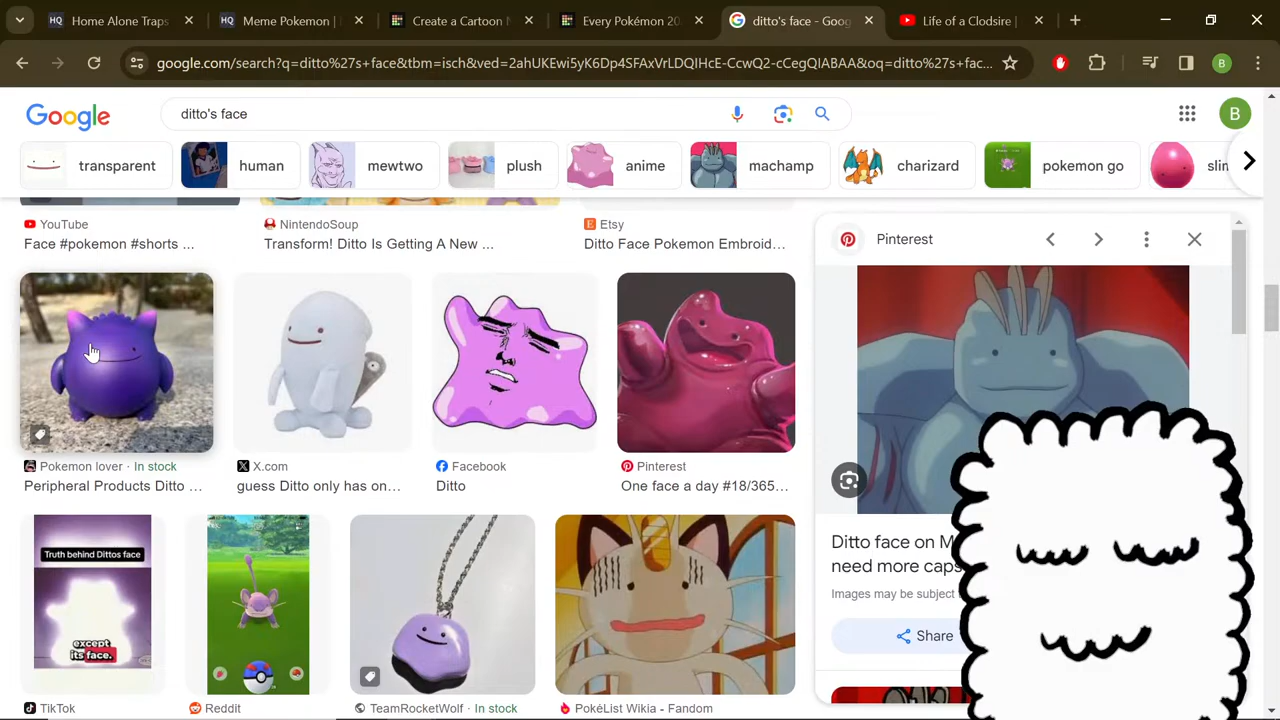 Home Alone Traps
Meme Pokemon |
Create a Cartoon M
Every Pokémon 20
ditto's face - Goog
Life of a Clodsire |
google.com/search?q=ditto%27s+face&tbm=isch&ved=2ahUKEwi5yK6Dp4SFAxVrLDQIHcE-CcwQ2-cCegQIABAA&oq=ditto%27s+fac...
B
Google
ditto's face
B
transparent
human
mewtwo
plush
anime
machamp
charizard
pokemon go
slim
YouTube
Face #pokemon #shorts ...
NintendoSoup
Transform! Ditto Is Getting A New ...
Etsy
Ditto Face Pokemon Embroid...
Pinterest
Pokemon lover · In stock
Peripheral Products Ditto ...
X.com
guess Ditto only has on...
Facebook
Ditto
Pinterest
One face a day #18/365...
Truth behind Dittos face
except
its face.
Ditto face on M
need more caps
Images may be subject
Share
TikTok
Reddit
TeamRocketWolf · In stock
PokéList Wikia - Fandom